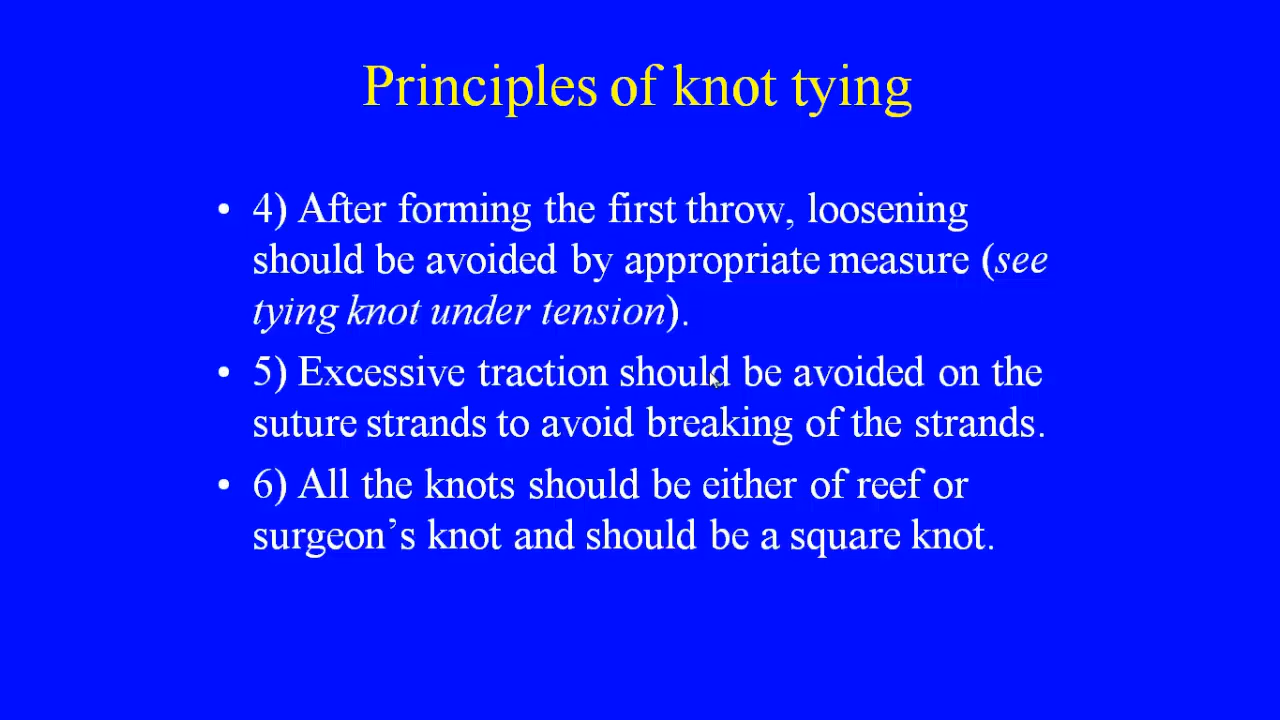 Principles of knot tying
• 4) After forming the first throw, loosening
should be avoided by appropriate measure (see
tying knot under tension).
• 5) Excessive traction should be avoided on the
suture strands to avoid breaking of the strands.
• 6) All the knots should be either of reef or
surgeon’s knot and should be a square knot.